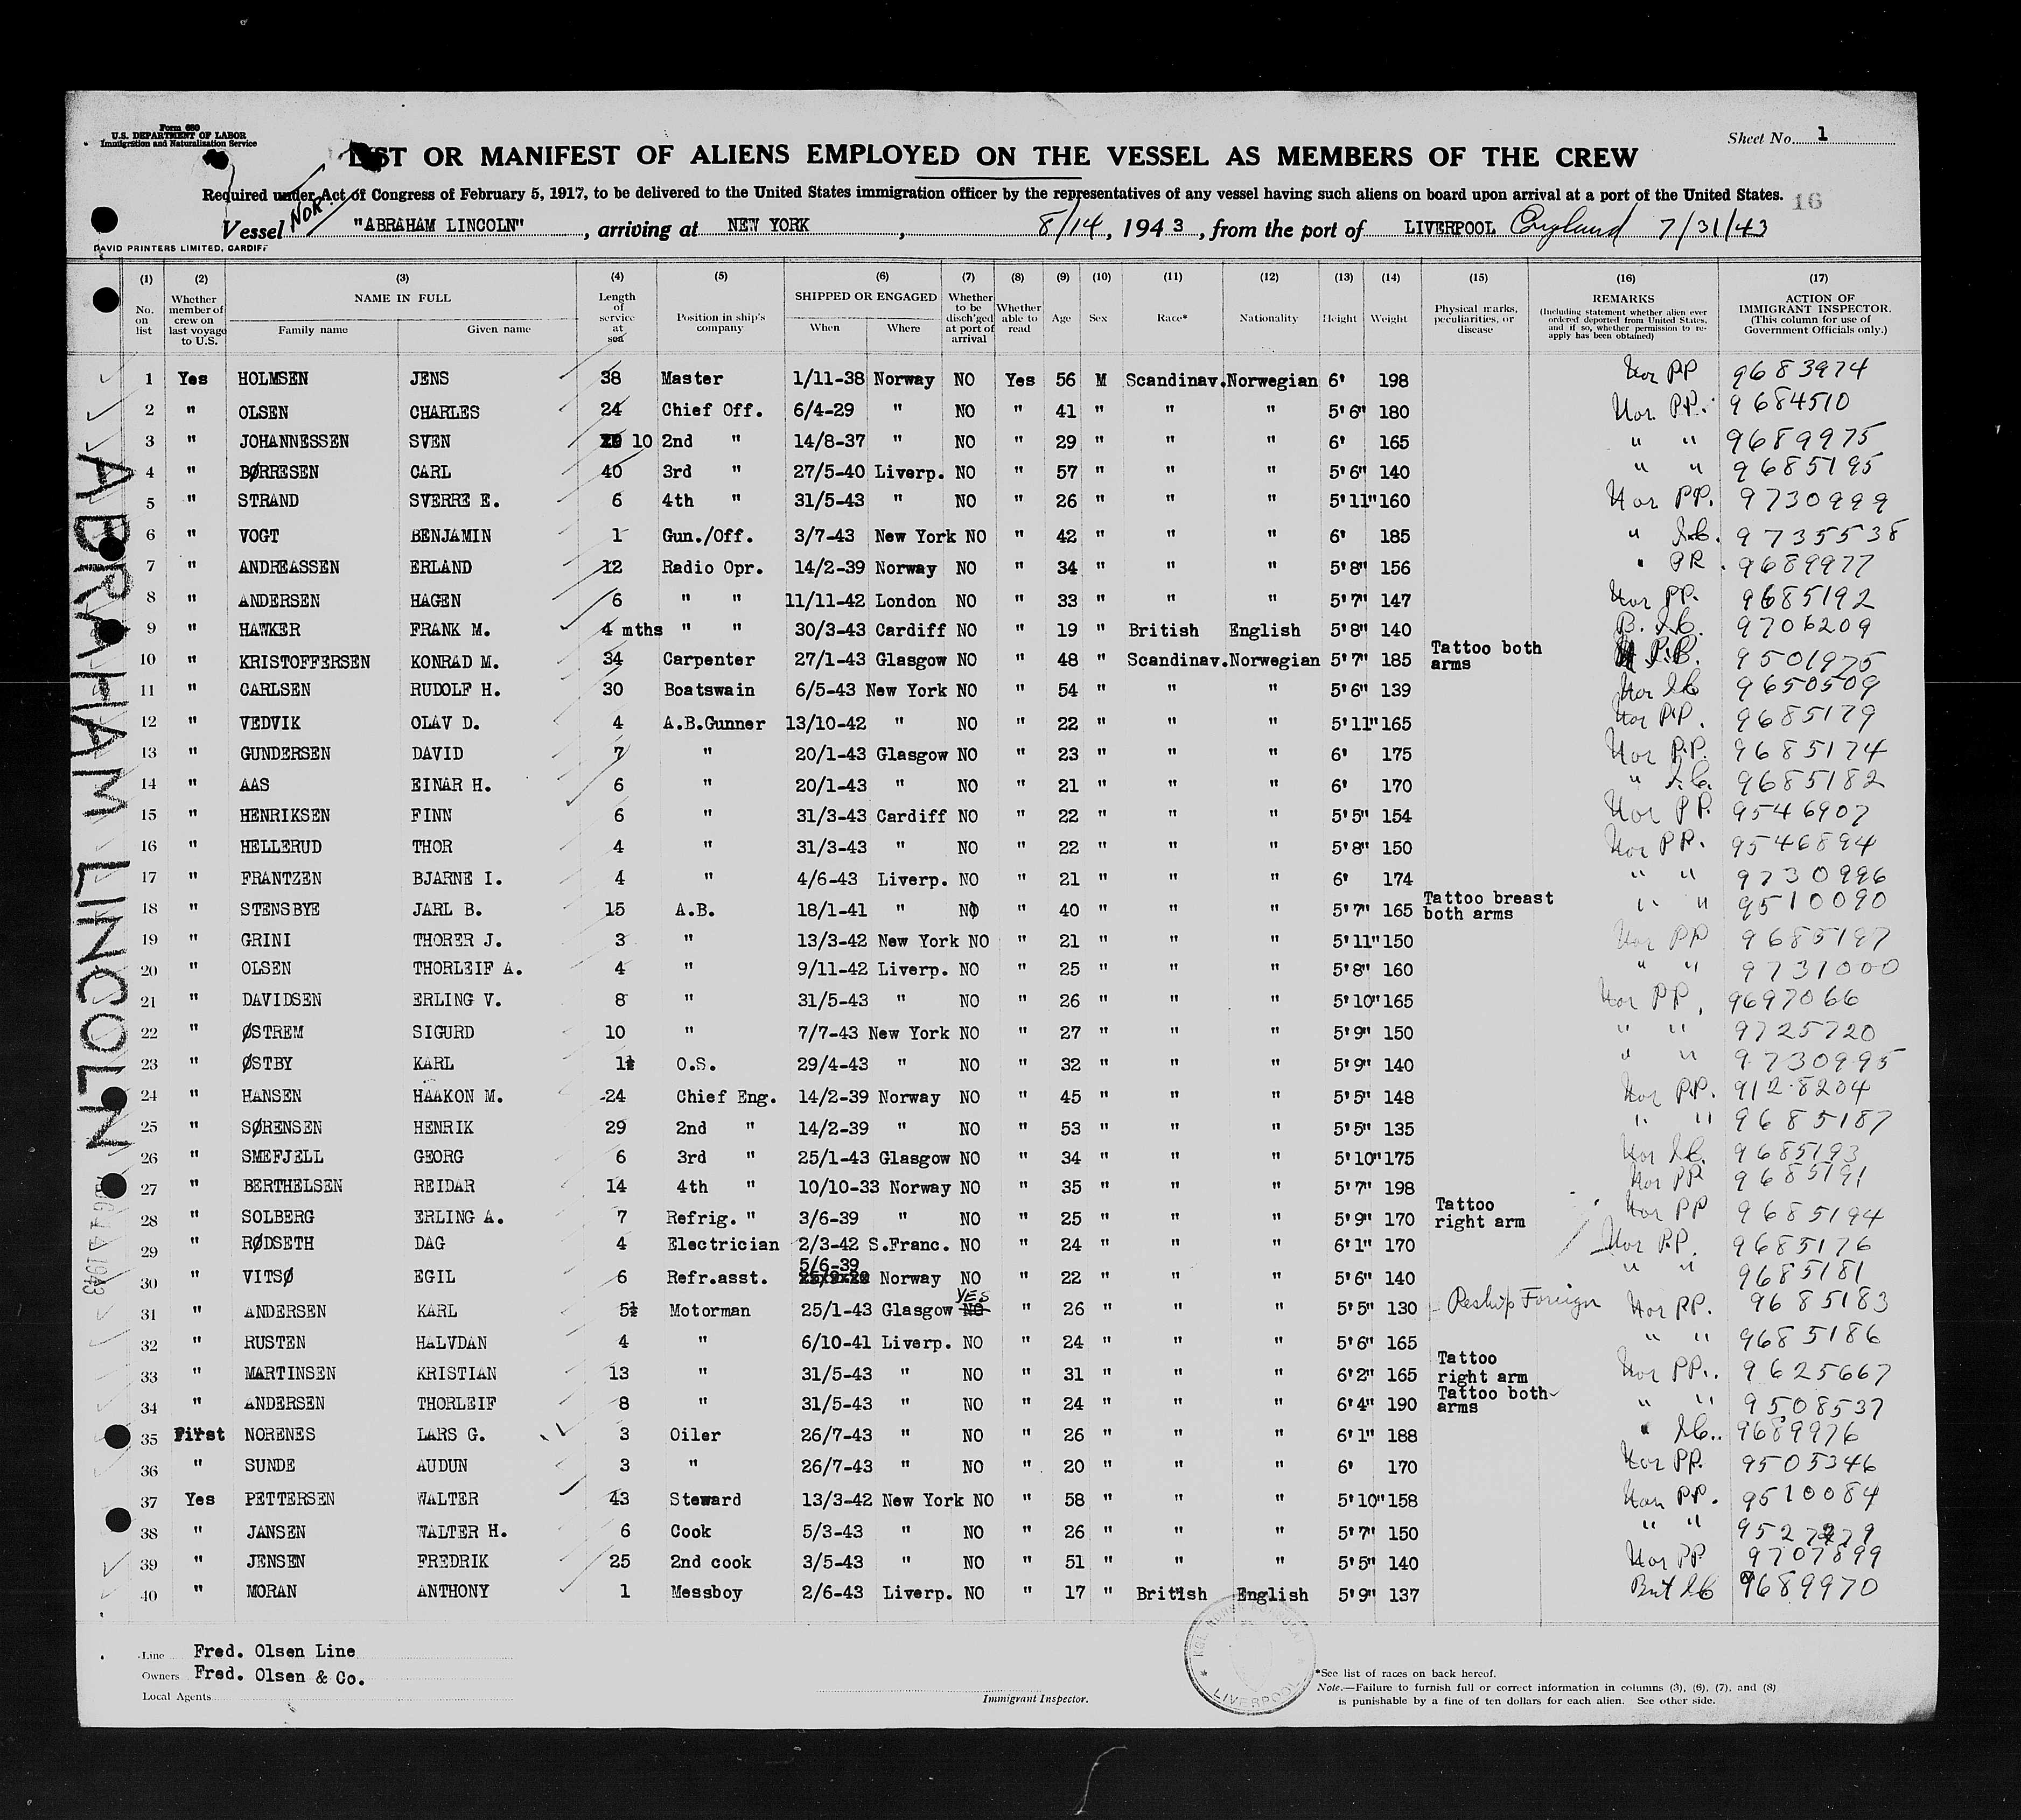 Form 680
U.S. DEPARTMENT OF LABOR
Immigration and Naturalization Service
Sheet No. 1
LIST OR MANIFEST OF ALIENS EMPLOYED ON THE VESSEL AS MEMBERS OF THE CREW
Required under Act of Congress of February 5, 1917, to be delivered to the United States immigration officer by the representatives of any vessel having such aliens on board upon arrival at a port of the United States.
16
Vessel NOR. "ABRAHAM LINCOLN", arriving at NEW YORK, 8/14, 1943, from the port of LIVERPOOL England 7/31/43
DAVID PRINTERS LIMITED, CARDIFF
(1) (2) (3) (4) (5) (6) (7) (8) (9) (10) (11) (12) (13) (14) (15) (16) (17)
No. on list Whether member of crew on last voyage to U.S. NAME IN FULL Family name Given name Length of service at sea Position in ship's company SHIPPED OR ENGAGED When Where Whether to be disch'ged at port of arrival Whether able to read Age Sex Race* Nationality Height Weight Physical marks, peculiarities, or disease REMARKS (Including statement whether alien ever ordered deported from United States, and if so, whether permission to re-apply has been obtained) ACTION OF IMMIGRANT INSPECTOR. (This column for use of Government Officials only.)
1 Yes HOLMSEN JENS 38 Master 1/11-38 Norway NO Yes 56 M Scandinav. Norwegian 6' 198 Nor PP 9683974
2 " OLSEN CHARLES 24 Chief Off. 6/4-29 " NO " 41 " " " 5'6" 180 Nor PP. 9684510
3 " JOHANNESSEN SVEN 10 2nd " 14/8-37 " NO " 29 " " " 6' 165 " " 9689975
4 " BØRRESEN CARL 40 3rd " 27/5-40 Liverp. NO " 57 " " " 5'6" 140 " " 9685195
5 " STRAND SVERRE E. 6 4th " 31/5-43 " NO " 26 " " " 5'11" 160 Nor PP. 9730999
6 " VOGT BENJAMIN 1 Gun./Off. 3/7-43 New York NO " 42 " " " 6' 185 " 9735538
7 " ANDREASSEN ERLAND 12 Radio Opr. 14/2-39 Norway NO " 34 " " " 5'8" 156 " 9689977
8 " ANDERSEN HAGEN 6 " " 11/11-42 London NO " 33 " " " 5'7" 147 Nor PP. 9685192
9 " HAWKER FRANK M. 4 mths " " 30/3-43 Cardiff NO " 19 " British English 5'8" 140 9706209
10 " KRISTOFFERSEN KONRAD M. 34 Carpenter 27/1-43 Glasgow NO " 48 " Scandinav. Norwegian 5'7" 185 Tattoo both arms 9501975
11 " CARLSEN RUDOLF H. 30 Boatswain 6/5-43 New York NO " 54 " " " 5'6" 139 Nor 9650509
12 " VEDVIK OLAV D. 4 A.B.Gunner 13/10-42 " NO " 22 " " " 5'11" 165 Nor PP. 9685179
13 " GUNDERSEN DAVID 7 " 20/1-43 Glasgow NO " 23 " " " 6' 175 Nor P.P. 9685174
14 " AAS EINAR H. 6 " 20/1-43 " NO " 21 " " " 6' 170 " 9685182
15 " HENRIKSEN FINN 6 " 31/3-43 Cardiff NO " 22 " " " 5'5" 154 Nor PP. 9546907
16 " HELLERUD THOR 4 " 31/3-43 " NO " 22 " " " 5'8" 150 Nor PP. 9546894
17 " FRANTZEN BJARNE I. 4 " 4/6-43 Liverp. NO " 21 " " " 6' 174 " " 9730996
18 " STENSBYE JARL B. 15 A.B. 18/1-41 " NO " 40 " " " 5'7" 165 Tattoo breast both arms " " 9510090
19 " GRINI THORER J. 3 " 13/3-42 New York NO " 21 " " " 5'11" 150 Nor PP 9685197
20 " OLSEN THORLEIF A. 4 " 9/11-42 Liverp. NO " 25 " " " 5'8" 160 " " 9731000
21 " DAVIDSEN ERLING V. 8 " 31/5-43 " NO " 26 " " " 5'10" 165 Nor PP. 9697066
22 " ØSTREM SIGURD 10 " 7/7-43 New York NO " 27 " " " 5'9" 150 " " 9725720
23 " ØSTBY KARL 1½ O.S. 29/4-43 " NO " 32 " " " 5'9" 140 " " 9730995
24 " HANSEN HAAKON M. 24 Chief Eng. 14/2-39 Norway NO " 45 " " " 5'5" 148 Nor P.P. 9128204
25 " SØRENSEN HENRIK 29 2nd " 14/2-39 " NO " 53 " " " 5'5" 135 " " 9685187
26 " SMEFJELL GEORG 6 3rd " 25/1-43 Glasgow NO " 34 " " " 5'10" 175 Nor 9685193
27 " BERTHELSEN REIDAR 14 4th " 10/10-33 Norway NO " 35 " " " 5'7" 198 Nor PP 9685191
28 " SOLBERG ERLING A. 7 Refrig. " 3/6-39 " NO " 25 " " " 5'9" 170 Tattoo right arm Nor PP 9685194
29 " RØDSETH DAG 4 Electrician 2/3-42 S.Franc. NO " 24 " " " 6'1" 170 Nor P.P. 9685176
30 " VITSØ EGIL 6 Refr.asst. 5/6-39 Norway NO " 22 " " " 5'6" 140 " " 9685181
31 " ANDERSEN KARL 5½ Motorman 25/1-43 Glasgow NO YES " 26 " " " 5'5" 130 Reship Foreign Nor PP. 9685183
32 " RUSTEN HALVDAN 4 " 6/10-41 Liverp. NO " 24 " " " 5'6" 165 " " 9685186
33 " MARTINSEN KRISTIAN 13 " 31/5-43 " NO " 31 " " " 6'2" 165 Tattoo right arm Nor PP. 9625667
34 " ANDERSEN THORLEIF 8 " 31/5-43 " NO " 24 " " " 6'4" 190 Tattoo both arms " " 9508537
35 First NORENES LARS G. 3 Oiler 26/7-43 " NO " 26 " " " 6'1" 188 " 9689976
36 " SUNDE AUDUN 3 " 26/7-43 " NO " 20 " " " 6' 170 Nor PP. 9505346
37 Yes PETTERSEN WALTER 43 Steward 13/3-42 New York NO " 58 " " " 5'10" 158 Nor PP. 9510084
38 " JANSEN WALTER H. 6 Cook 5/3-43 " NO " 26 " " " 5'7" 150 " "
39 " JENSEN FREDRIK 25 2nd cook 3/5-43 " NO " 51 " " " 5'5" 140 Nor PP 9707899
40 " MORAN ANTHONY 1 Messboy 2/6-43 Liverp. NO " 17 " British English 5'9" 137 Brit 9689970
ABRAHAM LINCOLN
Line Fred. Olsen Line
Owners Fred. Olsen & Co.
Local Agents
Immigrant Inspector.
LIVERPOOL
*See list of races on back hereof.
Note.—Failure to furnish full or correct information in columns (3), (6), (7), and (8)
is punishable by a fine of ten dollars for each alien. See other side.